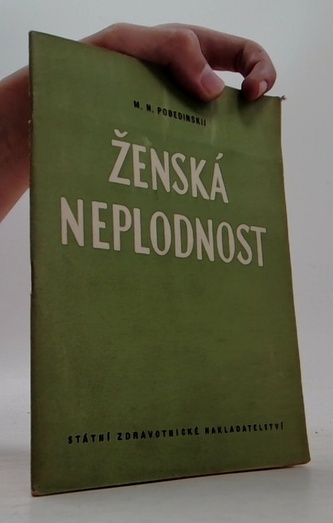 M. N. POBEDINSKIJ
ŽENSKÁ
NEPLODNOST
STÁTNÍ ZDRAVOTNICKÉ NAKLADATELSTVÍ